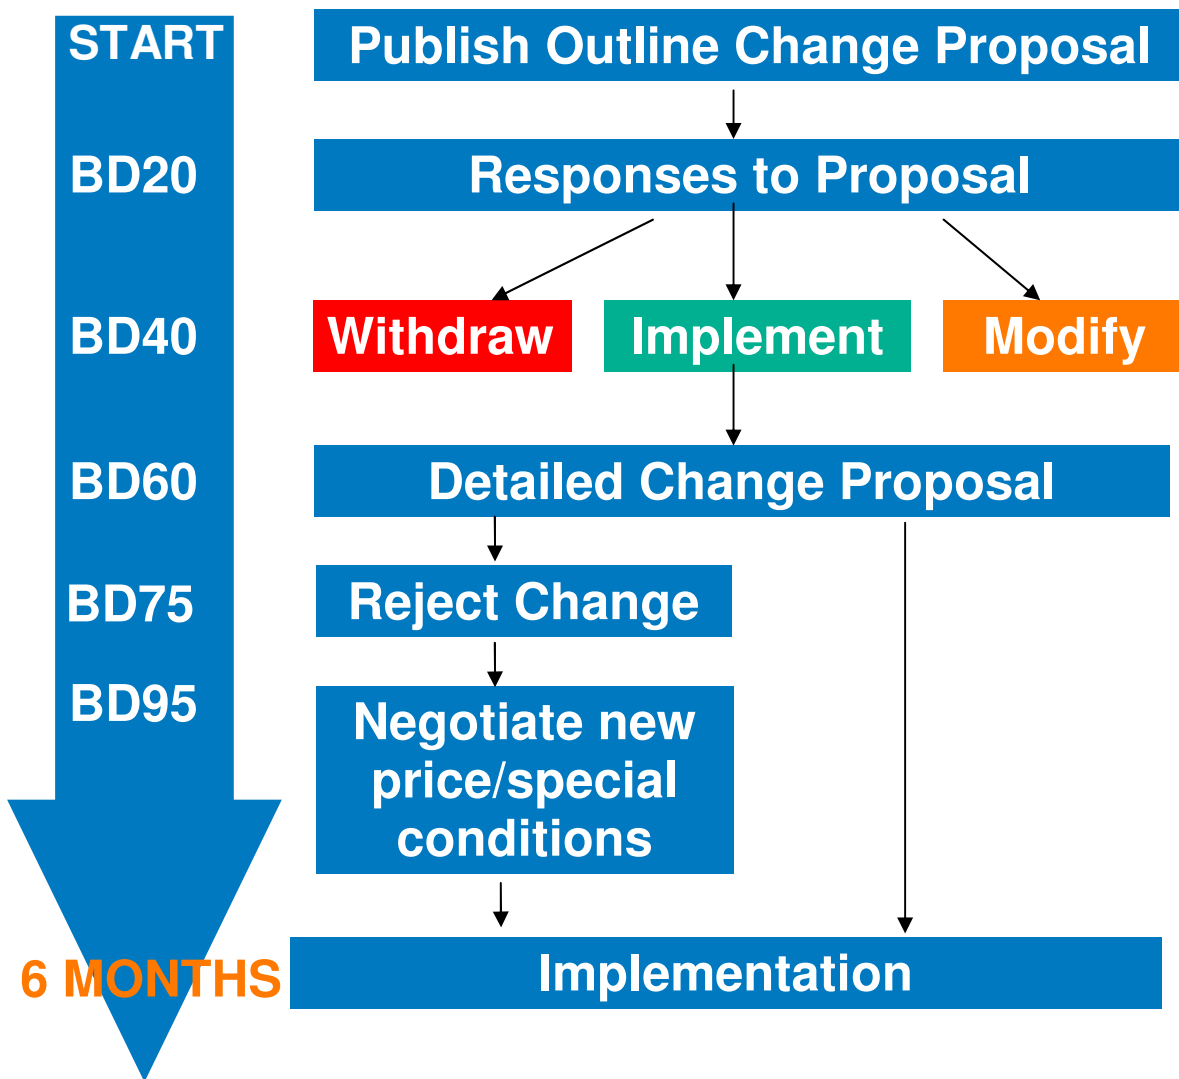 START
Publish Outline Change Proposal
BD20
Responses to Proposal
BD40
Withdraw
Implement
Modify
BD60
Detailed Change Proposal
BD75
Reject Change
BD95
Negotiate new
price/special
conditions
6 MONTHS
Implementation